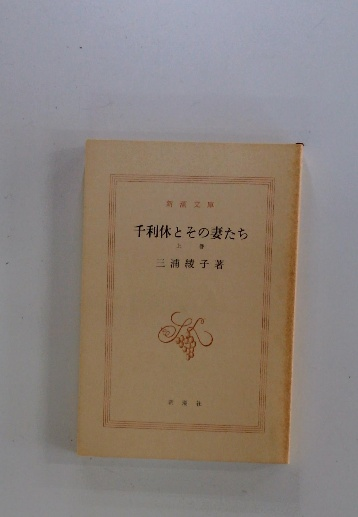 新潮文庫
千利休とその妻たち
上巻
三浦綾子著
新潮社